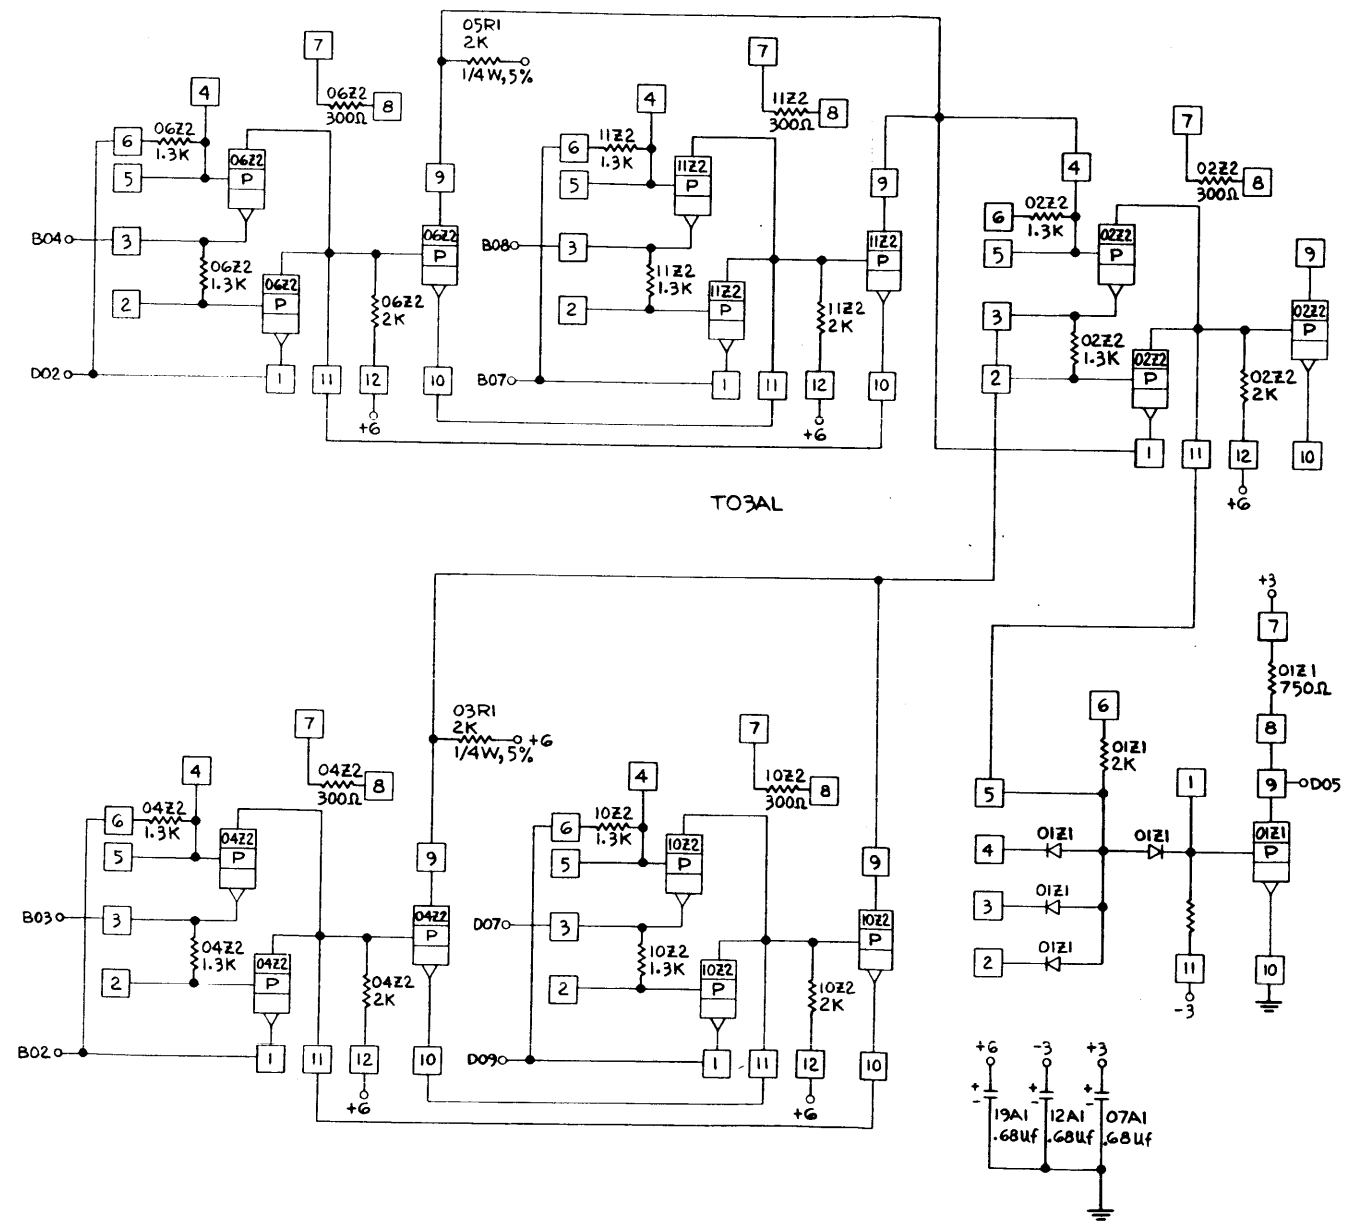 05R1
2K
1/4W,5%
7
06Z2
300Ω
8
4
6
06Z2
1.3K
5
06Z2
P
B04
3
06Z2
1.3K
2
06Z2
P
D02
1
11
12
+6
06Z2
2K
9
06Z2
P
10
7
11Z2
300Ω
8
4
6
11Z2
1.3K
5
11Z2
P
B08
3
11Z2
1.3K
2
11Z2
P
B07
1
11
12
+6
11Z2
2K
9
11Z2
P
10
7
02Z2
300Ω
8
4
6
02Z2
1.3K
5
02Z2
P
3
02Z2
1.3K
2
02Z2
P
1
11
12
+6
02Z2
2K
9
02Z2
P
10
T03AL
03R1
2K
1/4W,5%
+6
7
04Z2
300Ω
8
4
6
04Z2
1.3K
5
04Z2
P
B03
3
04Z2
1.3K
2
04Z2
P
B02
1
11
12
+6
04Z2
2K
9
04Z2
P
10
7
10Z2
300Ω
8
4
6
10Z2
1.3K
5
10Z2
P
D07
3
10Z2
1.3K
2
10Z2
P
D09
1
11
12
+6
10Z2
2K
9
10Z2
P
10
+3
7
01Z1
750Ω
8
9
D05
6
01Z1
2K
1
5
4
01Z1
01Z1
01Z1
P
3
01Z1
2
01Z1
11
-3
10
+6
-3
+3
+
-
+
-
+
-
19A1
.68Uf
12A1
.68Uf
07A1
.68Uf